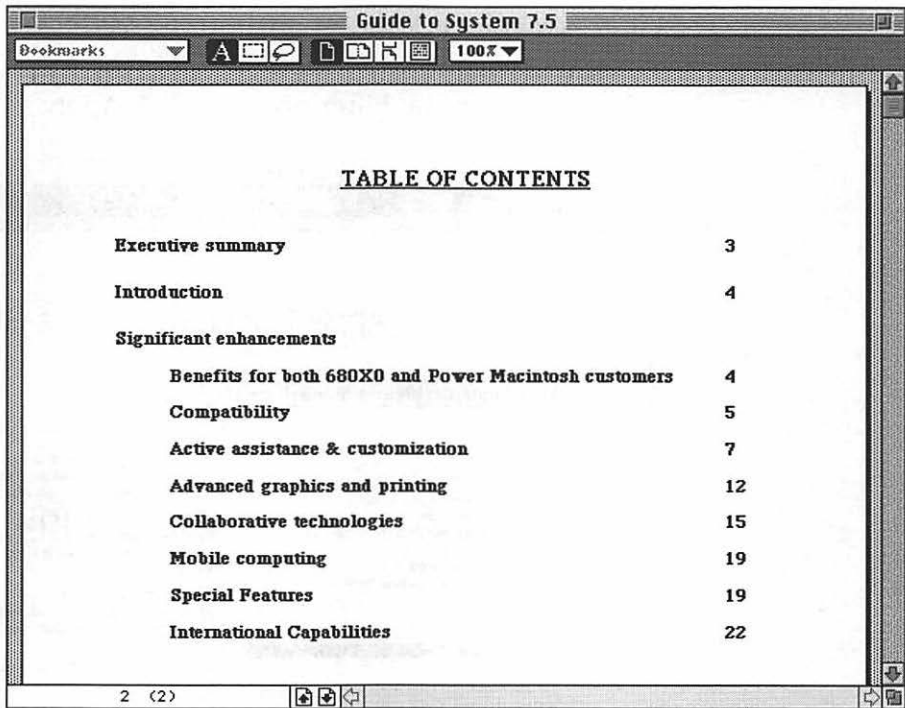 Guide to System 7.5
Bookmarks A 100%
TABLE OF CONTENTS
Executive summary 3
Introduction 4
Significant enhancements
Benefits for both 680X0 and Power Macintosh customers 4
Compatibility 5
Active assistance & customization 7
Advanced graphics and printing 12
Collaborative technologies 15
Mobile computing 19
Special Features 19
International Capabilities 22
2 (2)